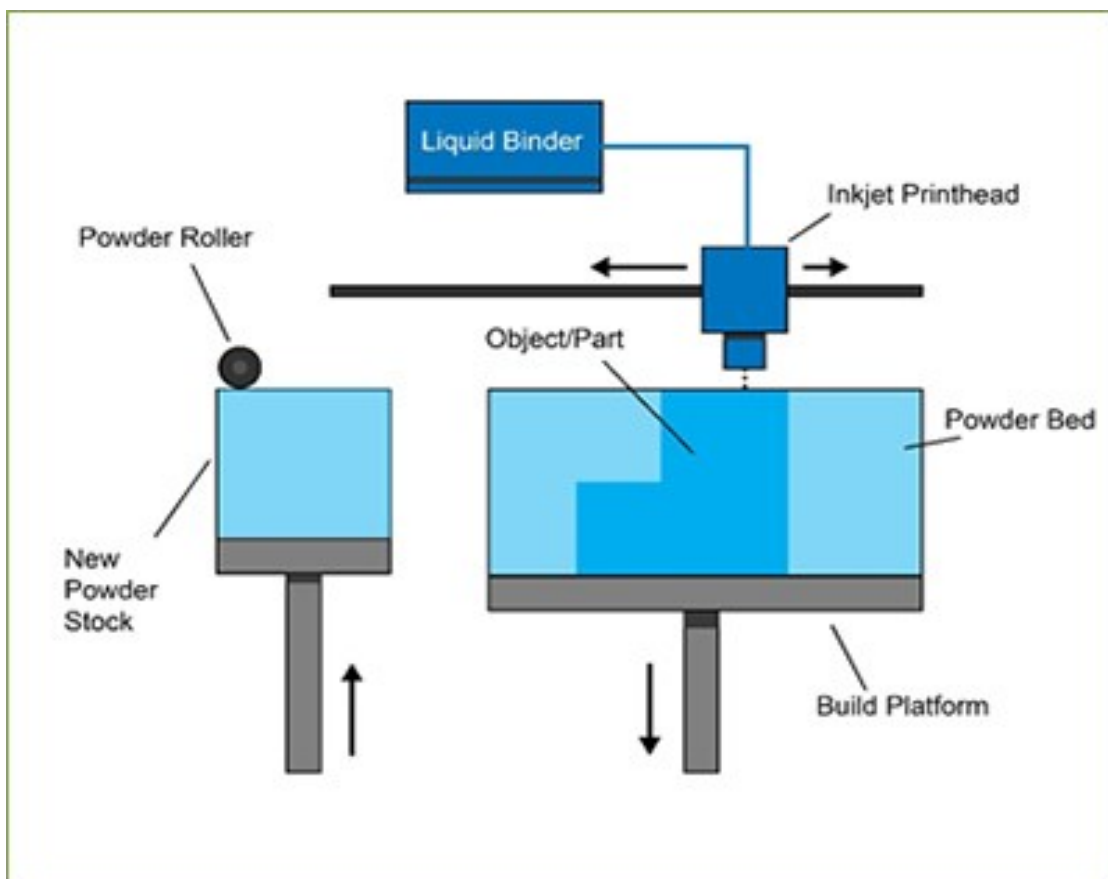 Liquid Binder
Inkjet Printhead
Powder Roller
Object/Part
Powder Bed
New
Powder
Stock
Build Platform